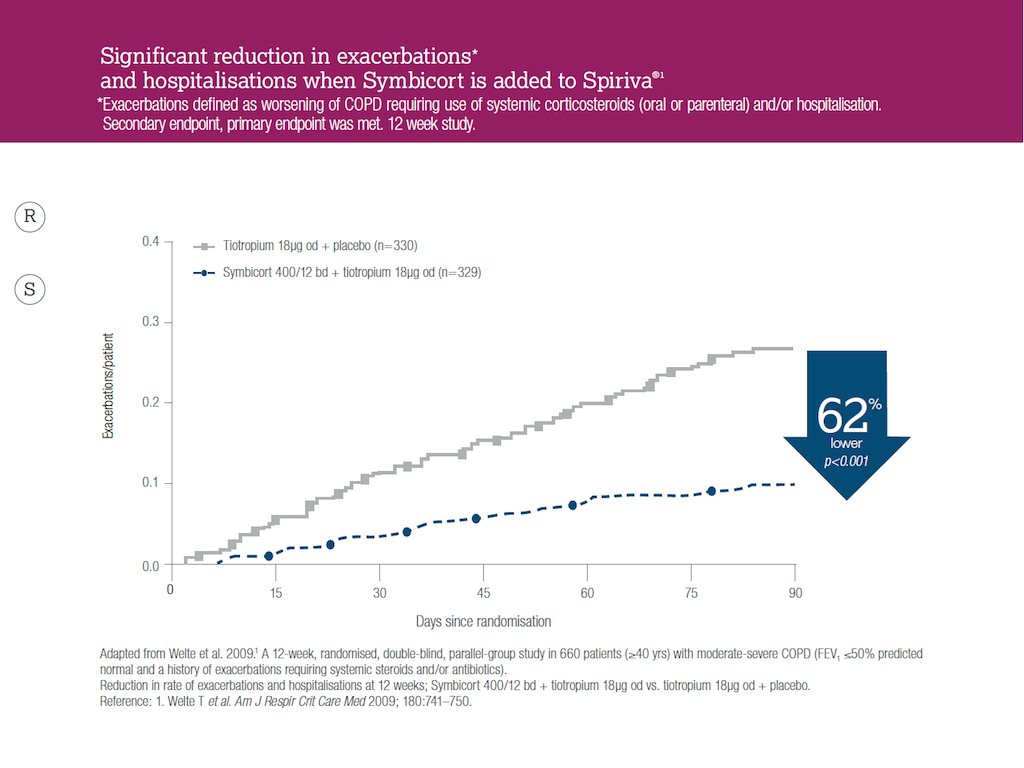 Significant reduction in exacerbations*
and hospitalisations when Symbicort is added to Spiriva®¹
*Exacerbations defined as worsening of COPD requiring use of systemic corticosteroids (oral or parenteral) and/or hospitalisation.
Secondary endpoint, primary endpoint was met. 12 week study.
R
S
Tiotropium 18µg od + placebo (n=330)
Symbicort 400/12 bd + tiotropium 18µg od (n=329)
Exacerbations/patient
0.4
0.3
0.2
0.1
0.0
0
15
30
45
60
75
90
Days since randomisation
62%
lower
p<0.001
Adapted from Welte et al. 2009.¹ A 12-week, randomised, double-blind, parallel-group study in 660 patients (≥40 yrs) with moderate-severe COPD (FEV₁ ≤50% predicted
normal and a history of exacerbations requiring systemic steroids and/or antibiotics).
Reduction in rate of exacerbations and hospitalisations at 12 weeks; Symbicort 400/12 bd + tiotropium 18µg od vs. tiotropium 18µg od + placebo.
Reference: 1. Welte T et al. Am J Respir Crit Care Med 2009; 180:741–750.